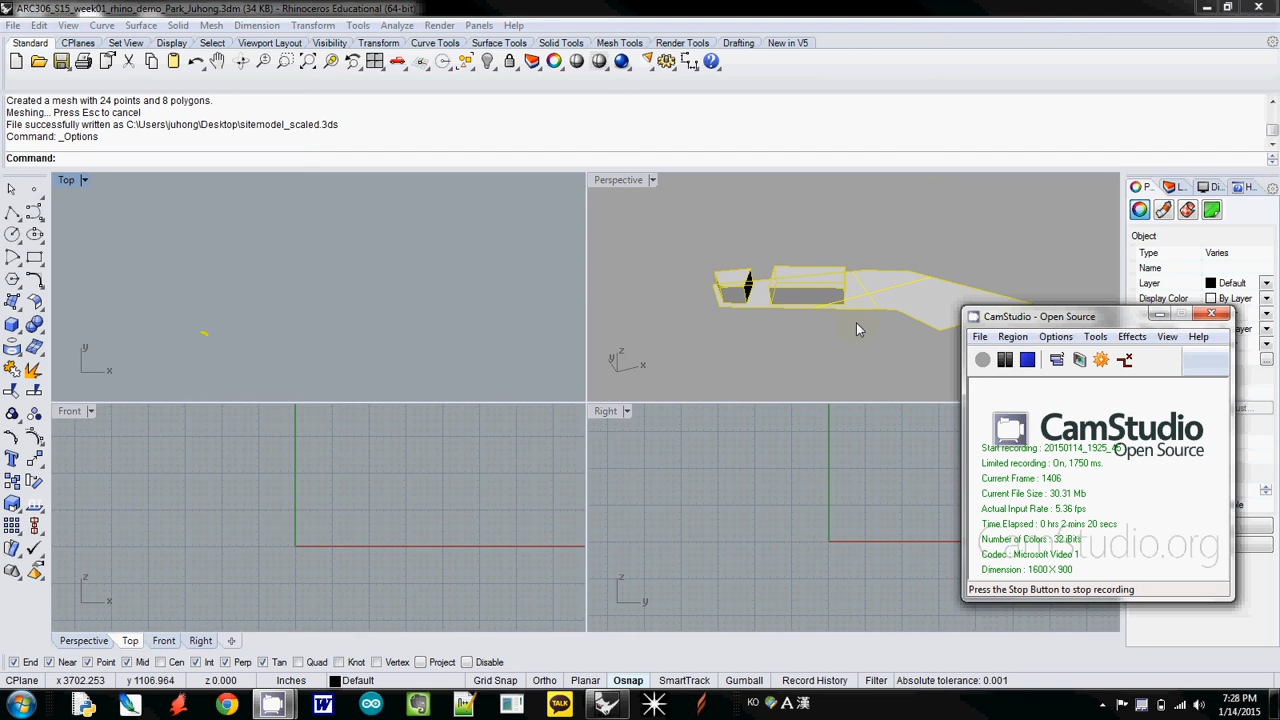 ARC306_S15_week01_rhino_demo_Park_Juhong.3dm (34 KB) - Rhinoceros Educational (64-bit)
File Edit View Curve Surface Solid Mesh Dimension Transform Tools Analyze Render Panels Help
Standard CPlanes Set View Display Select Viewport Layout Visibility Transform Curve Tools Surface Tools Solid Tools Mesh Tools Render Tools Drafting New in V5
Created a mesh with 24 points and 8 polygons.
Meshing... Press Esc to cancel
File successfully written as C:\Users\juhong\Desktop\sitemodel_scaled.3ds
Command: _Options
Command:
Top
Perspective
P... L... Di... H...
Object
Type Varies
Name
Layer Default
Display Color By Layer
y
x
z
y
x
CamStudio - Open Source
File Region Options Tools Effects View Help
CamStudio
Open Source
Start recording : 20150114_1925_
Limited recording : On, 1750 ms.
Current Frame : 1406
Current File Size : 30.31 Mb
Actual Input Rate : 5.36 fps
Time Elapsed : 0 hrs 2 mins 20 secs
Number of Colors : 32 Bits
CamStudio.org
Codec : Microsoft Video 1
Dimension : 1600 X 900
Press the Stop Button to stop recording
Front
Right
z
x
z
y
Perspective Top Front Right
End Near Point Mid Cen Int Perp Tan Quad Knot Vertex Project Disable
CPlane x 3702.253 y 1106.964 z 0.000 Inches Default Grid Snap Ortho Planar Osnap SmartTrack Gumball Record History Filter Absolute tolerance: 0.001
TALK
KO A 漢
7:28 PM
1/14/2015